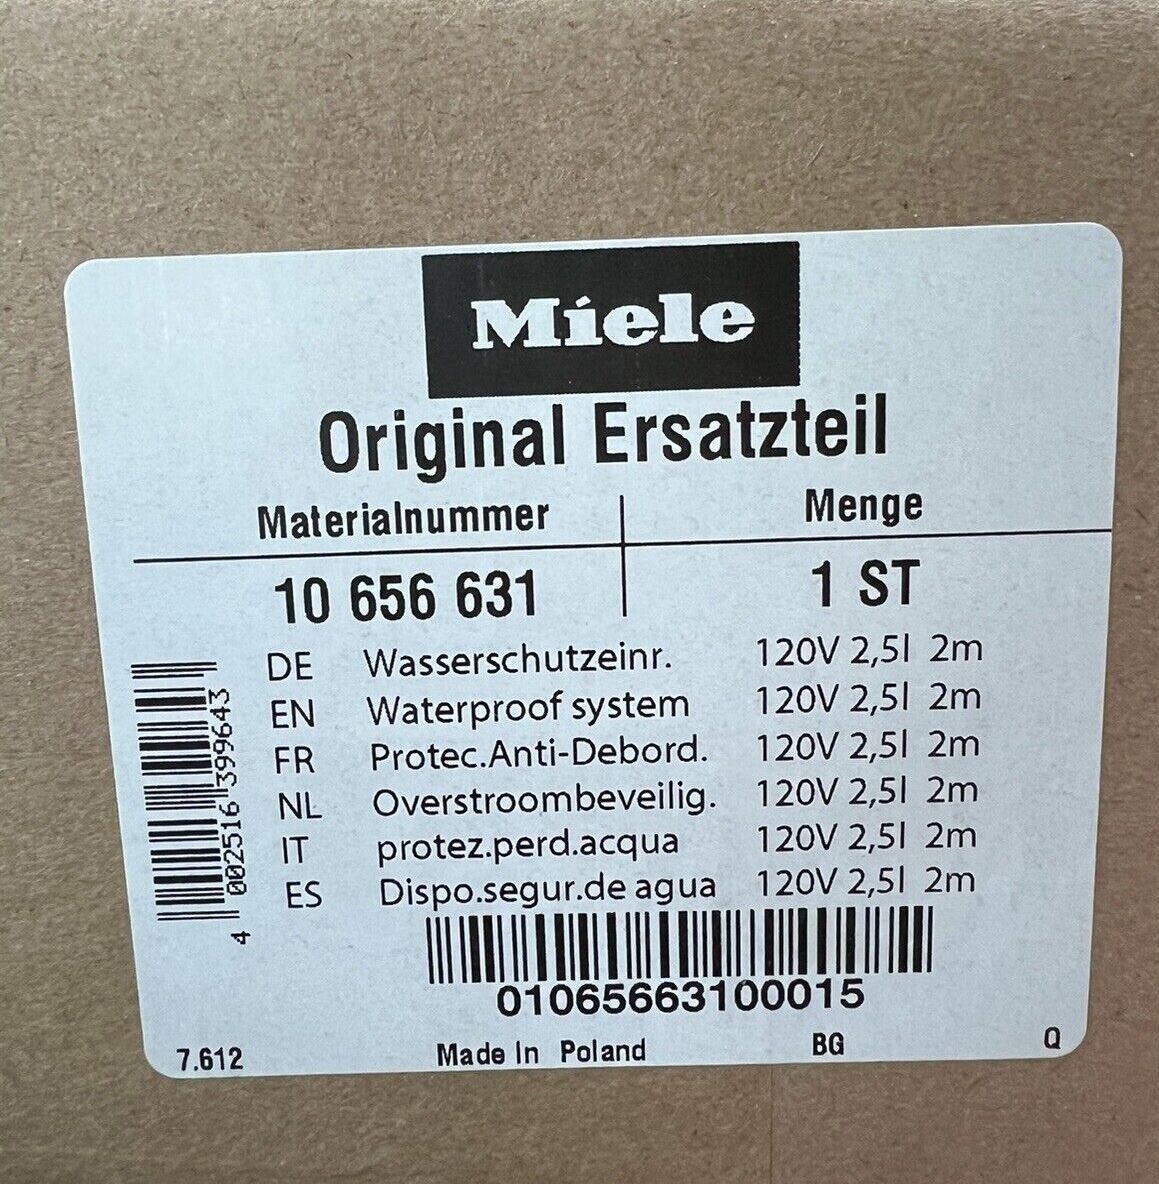 Miele
Original Ersatzteil
Materialnummer Menge
10 656 631 1 ST
DE Wasserschutzeinr. 120V 2,5l 2m
EN Waterproof system 120V 2,5l 2m
FR Protec.Anti-Debord. 120V 2,5l 2m
NL Overstroombeveilig. 120V 2,5l 2m
IT protez.perd.acqua 120V 2,5l 2m
ES Dispo.segur.de agua 120V 2,5l 2m
4 002516 399643
01065663100015
7.612 Made In Poland BG Q